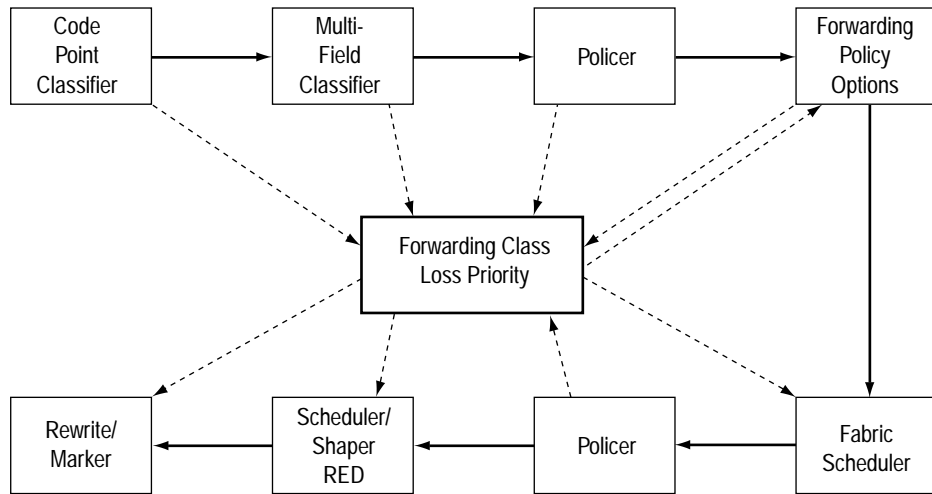 Code
Point
Classifier
Multi-
Field
Classifier
Policer
Forwarding
Policy
Options
Forwarding Class
Loss Priority
Rewrite/
Marker
Scheduler/
Shaper
RED
Policer
Fabric
Scheduler